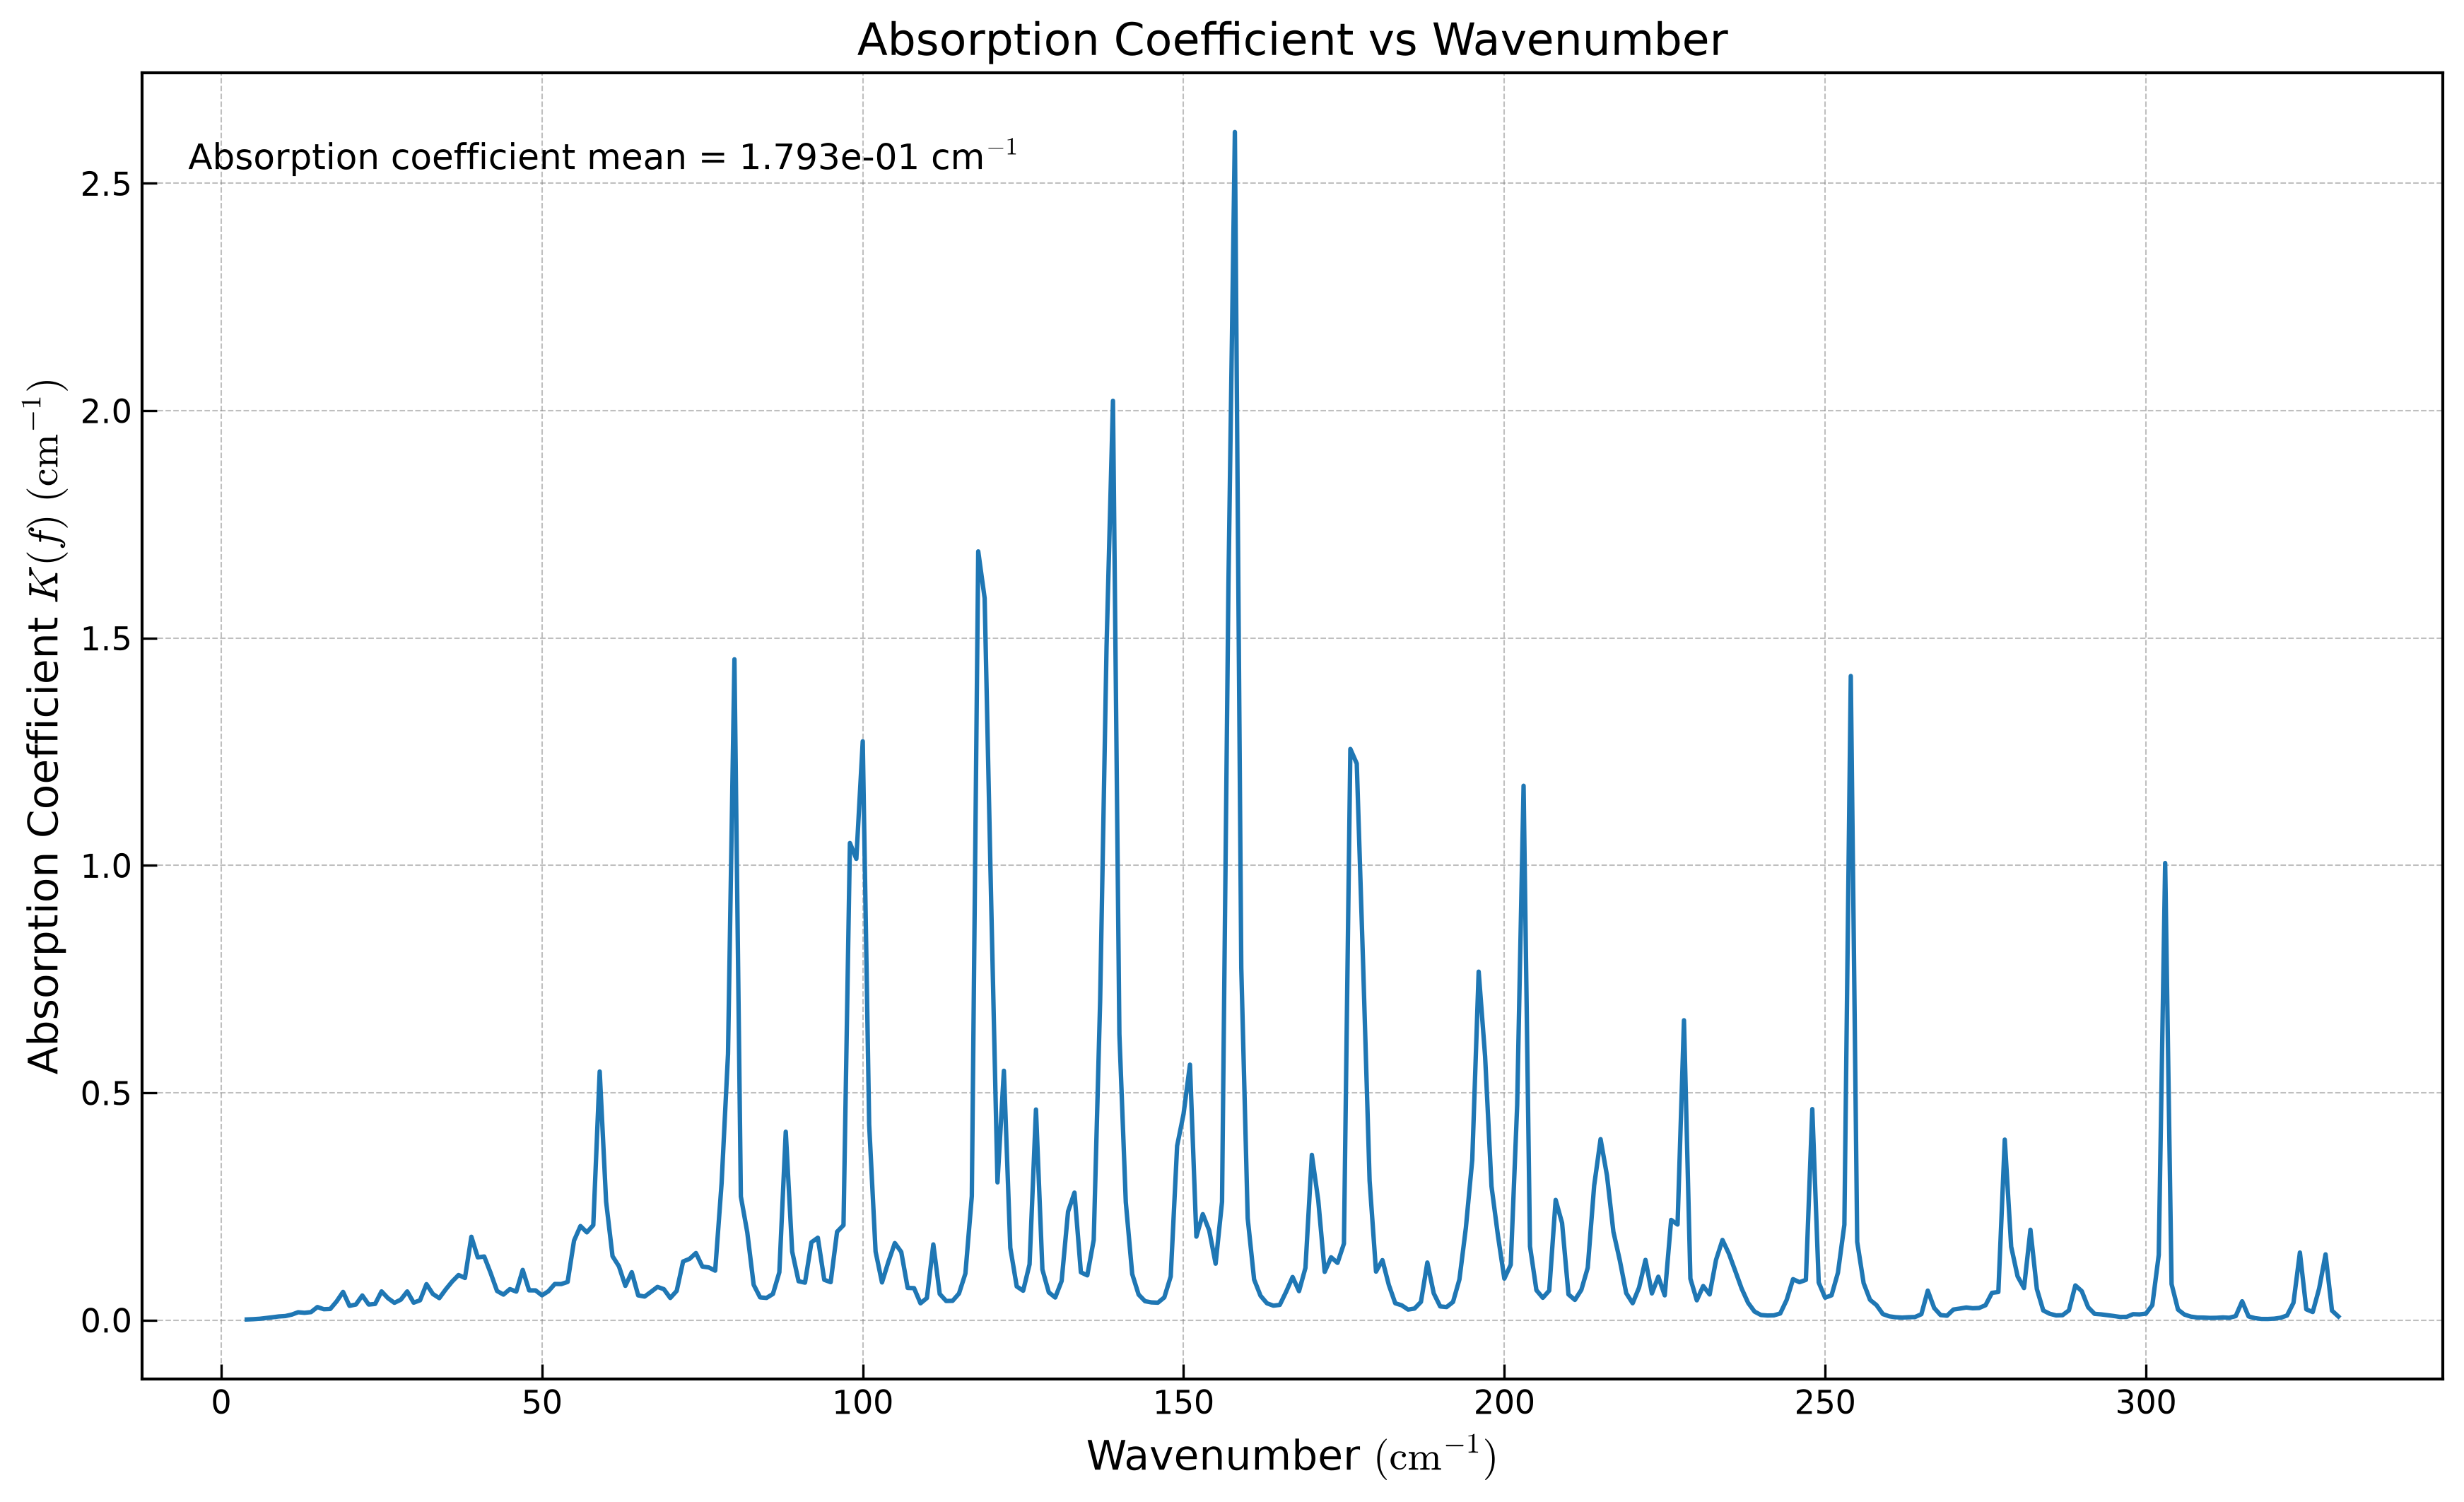 Absorption Coefficient vs Wavenumber
Absorption coefficient mean = 1.793e-01 cm⁻¹
Absorption Coefficient K(f) (cm⁻¹)
2.5
2.0
1.5
1.0
0.5
0.0
0 50 100 150 200 250 300
Wavenumber (cm⁻¹)